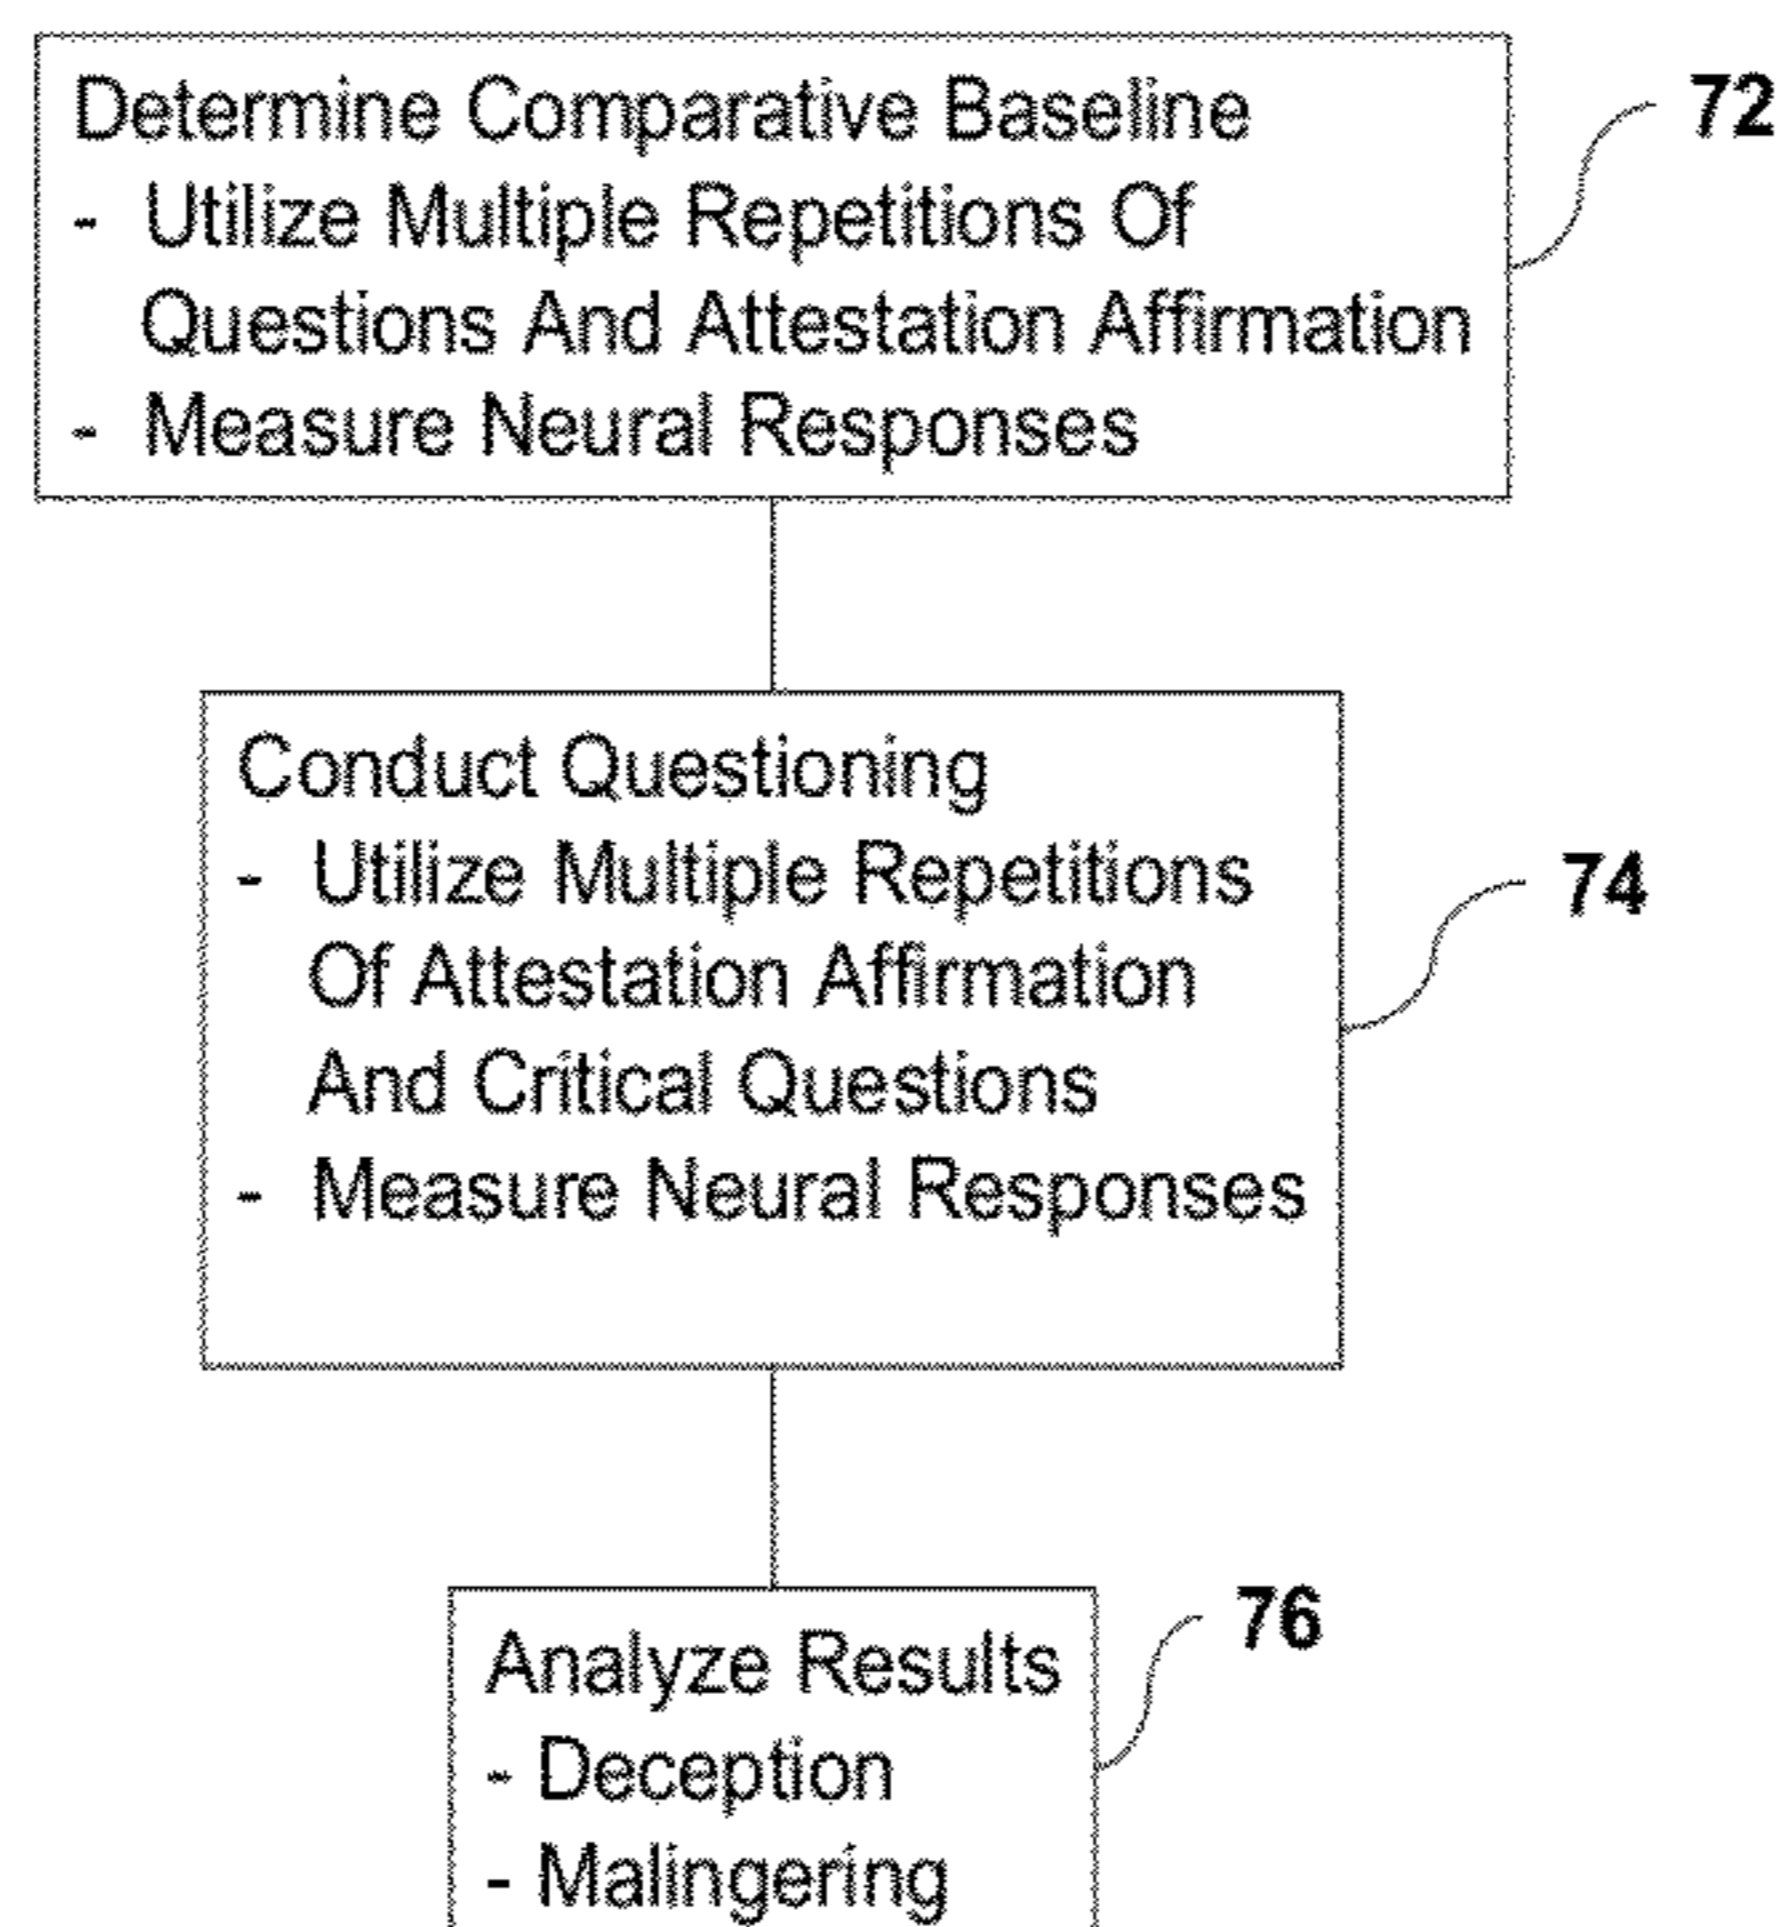 Determine Comparative Baseline
- Utilize Multiple Repetitions Of
Questions And Attestation Affirmation
- Measure Neural Responses
72
Conduct Questioning
- Utilize Multiple Repetitions
Of Attestation Affirmation
And Critical Questions
- Measure Neural Responses
74
Analyze Results
- Deception
- Malingering
76